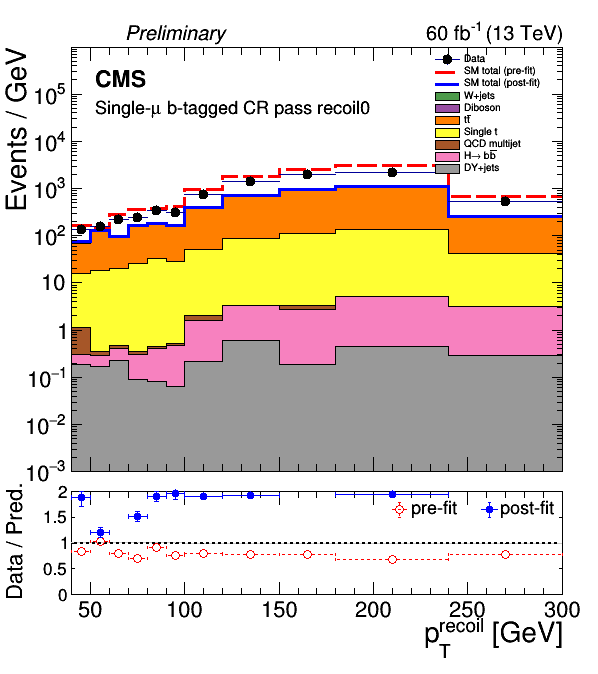 Preliminary
60 fb⁻¹ (13 TeV)
CMS
Single-μ b-tagged CR pass recoil0
Data
SM total (pre-fit)
SM total (post-fit)
W+jets
Diboson
tt̅
Single t
QCD multijet
H→ bb̅
DY+jets
Events / GeV
10⁵
10⁴
10³
10²
10
1
10⁻¹
10⁻²
10⁻³
Data / Pred.
2
1.5
1
0.5
0
pre-fit
post-fit
50 100 150 200 250 300
p_T^recoil [GeV]